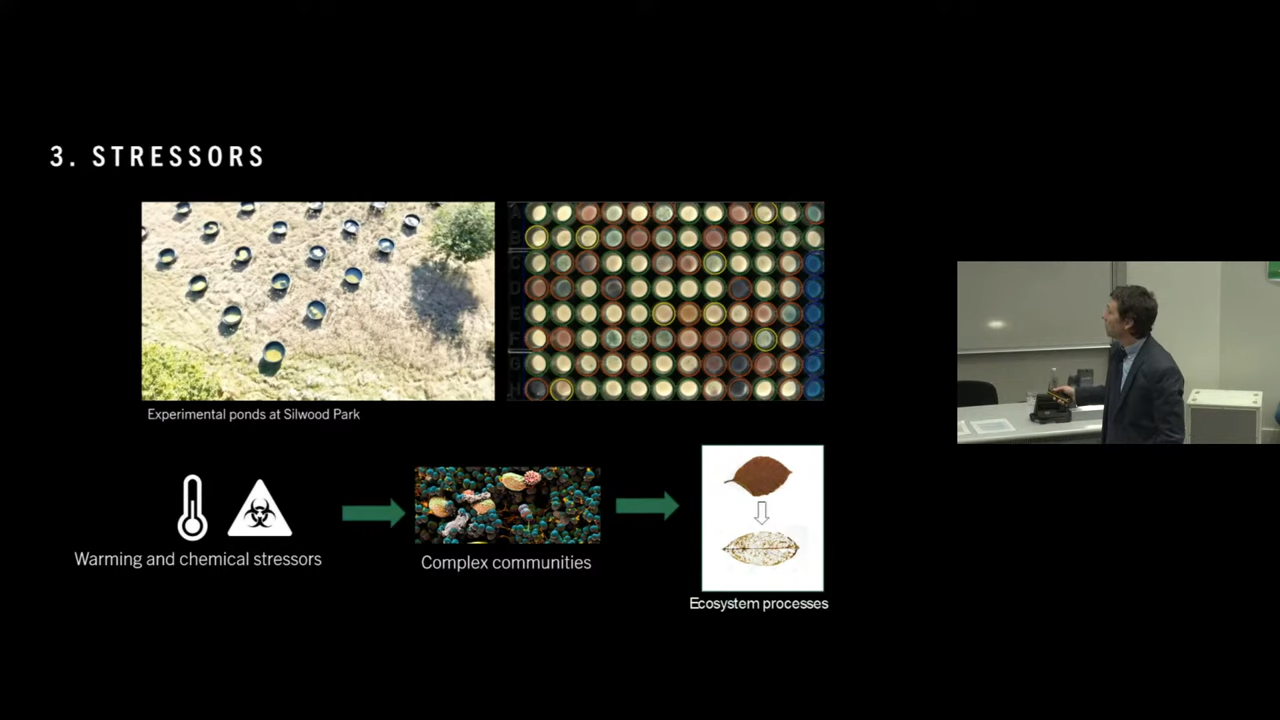 3. STRESSORS
A
B
C
D
E
F
G
H
Experimental ponds at Silwood Park
Warming and chemical stressors
Complex communities
Ecosystem processes